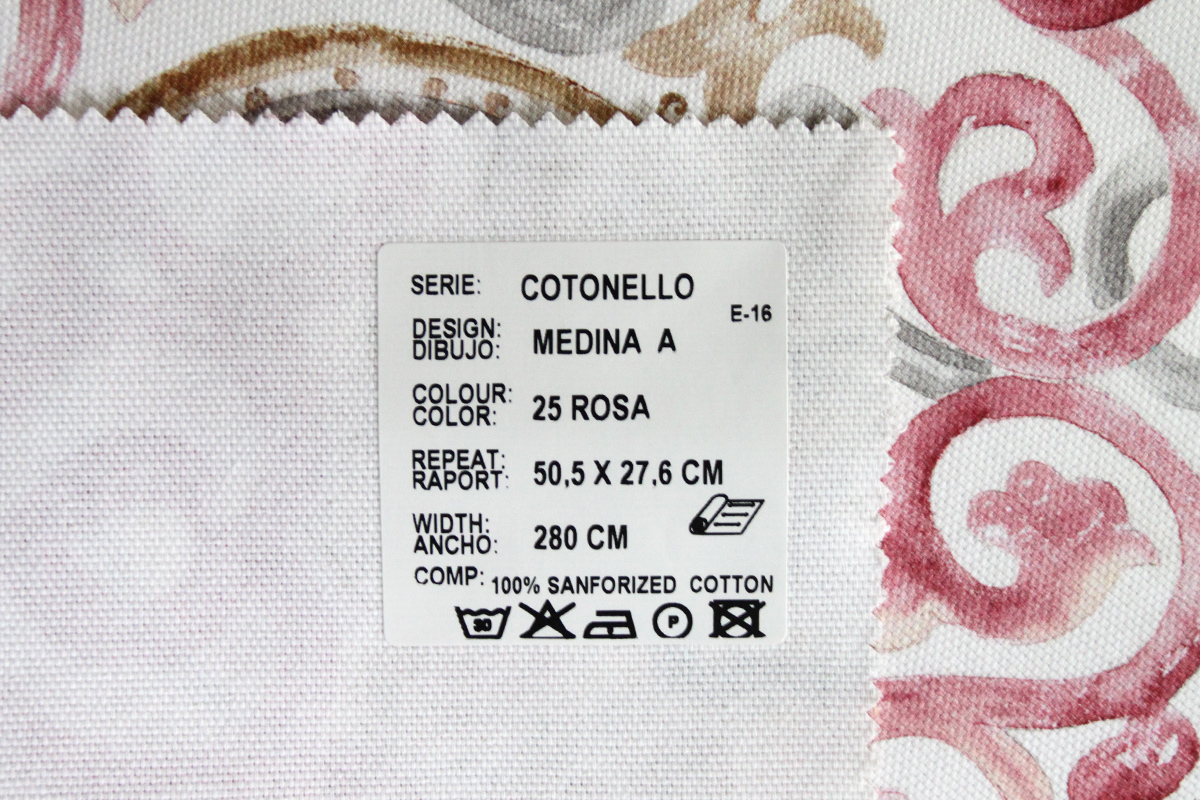 SERIE: COTONELLO
E-16
DESIGN:
DIBUJO: MEDINA A
COLOUR:
COLOR: 25 ROSA
REPEAT:
RAPORT: 50,5 X 27,6 CM
WIDTH:
ANCHO: 280 CM
COMP: 100% SANFORIZED COTTON
30 P